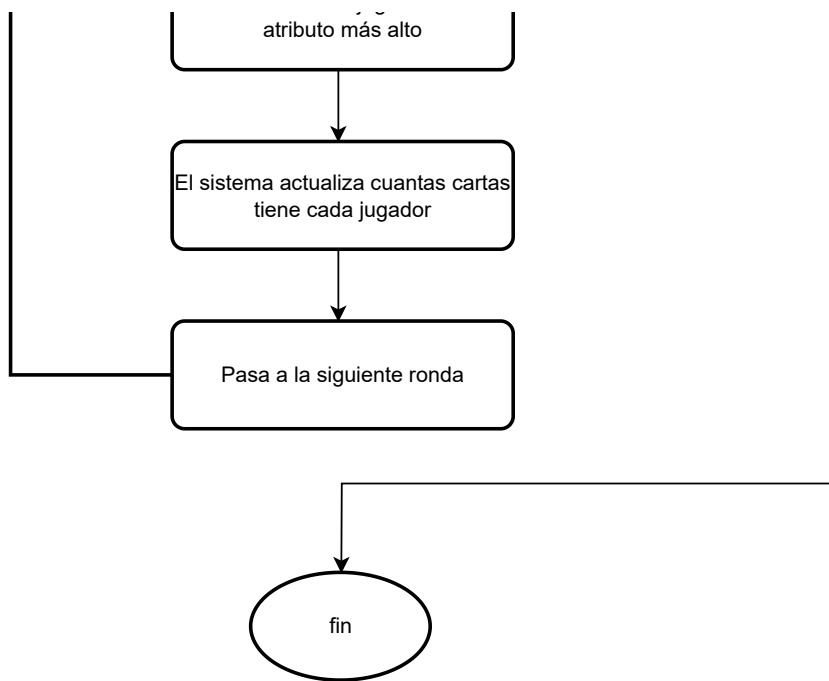 atributo más alto
El sistema actualiza cuantas cartas
tiene cada jugador
Pasa a la siguiente ronda
fin